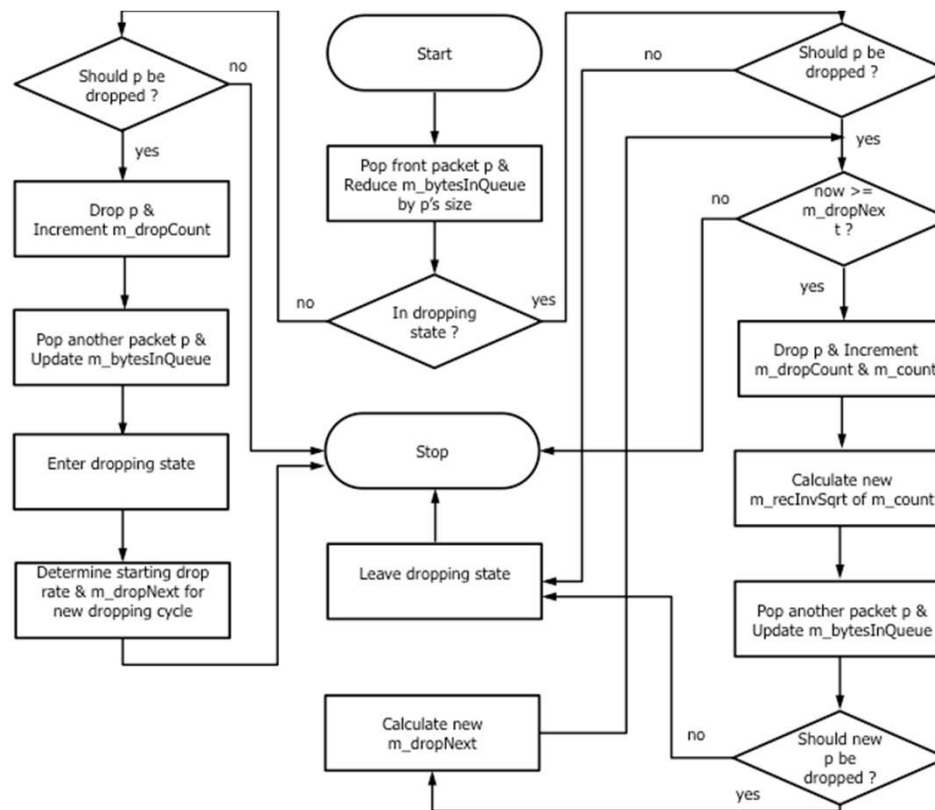 Start
Pop front packet p &
Reduce m_bytesInQueue
by p's size
In dropping
state ?
no
yes
Should p be
dropped ?
no
yes
Drop p &
Increment m_dropCount
Pop another packet p &
Update m_bytesInQueue
Enter dropping state
Determine starting drop
rate & m_dropNext for
new dropping cycle
Stop
Leave dropping state
Calculate new
m_dropNext
Should p be
dropped ?
no
yes
now >=
m_dropNex
t ?
no
yes
Drop p & Increment
m_dropCount & m_count
Calculate new
m_recInvSqrt of m_count
Pop another packet p &
Update m_bytesInQueue
Should new
p be
dropped ?
no
yes